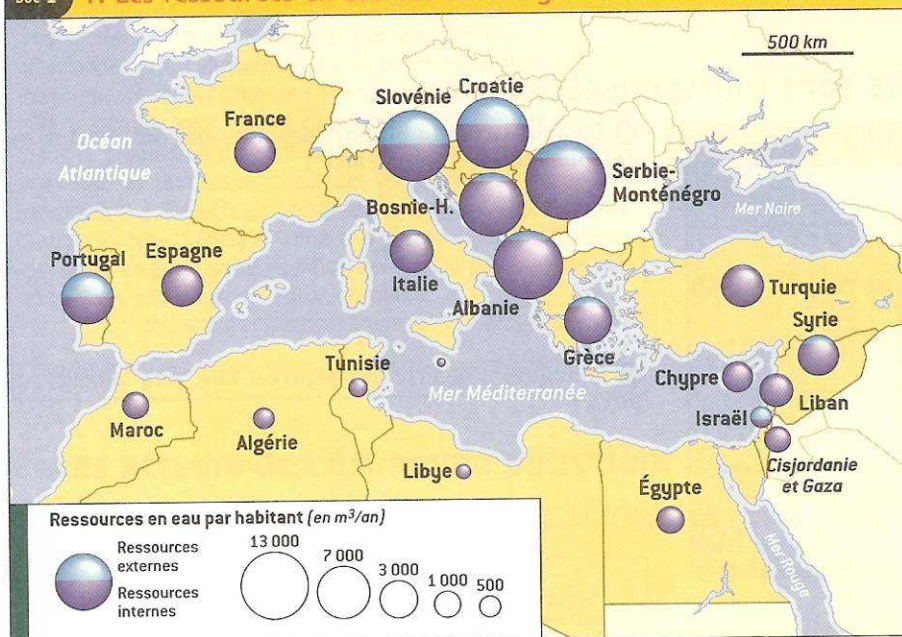 Doc 1
500 km
Océan
Atlantique
France
Slovénie
Croatie
Serbie-
Monténégro
Bosnie-H.
Mer Noire
Portugal
Espagne
Italie
Albanie
Grèce
Turquie
Syrie
Chypre
Liban
Israël
Cisjordanie
et Gaza
Tunisie
Mer Méditerranée
Maroc
Algérie
Libye
Égypte
Mer Rouge
Ressources en eau par habitant (en m³/an)
Ressources
externes
Ressources
internes
13 000
7 000
3 000
1 000
500